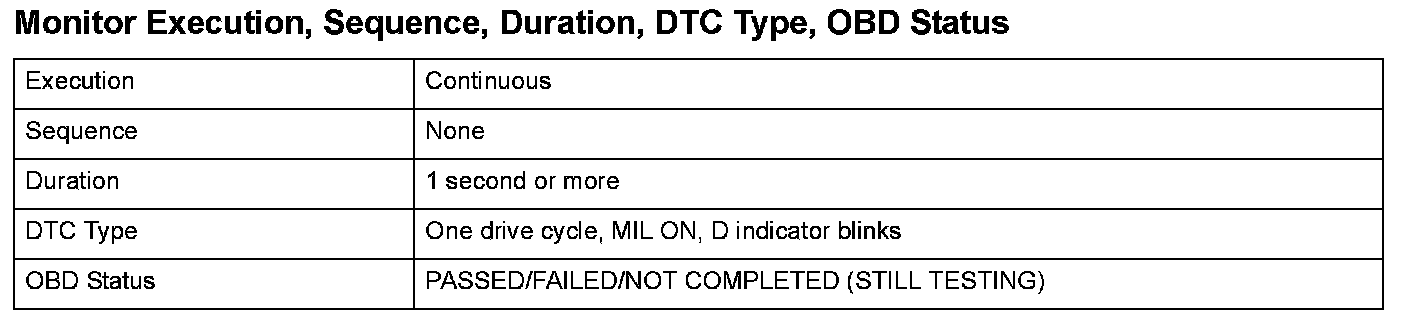 Monitor Execution, Sequence, Duration, DTC Type, OBD Status
Execution Continuous
Sequence None
Duration 1 second or more
DTC Type One drive cycle, MIL ON, D indicator blinks
OBD Status PASSED/FAILED/NOT COMPLETED (STILL TESTING)